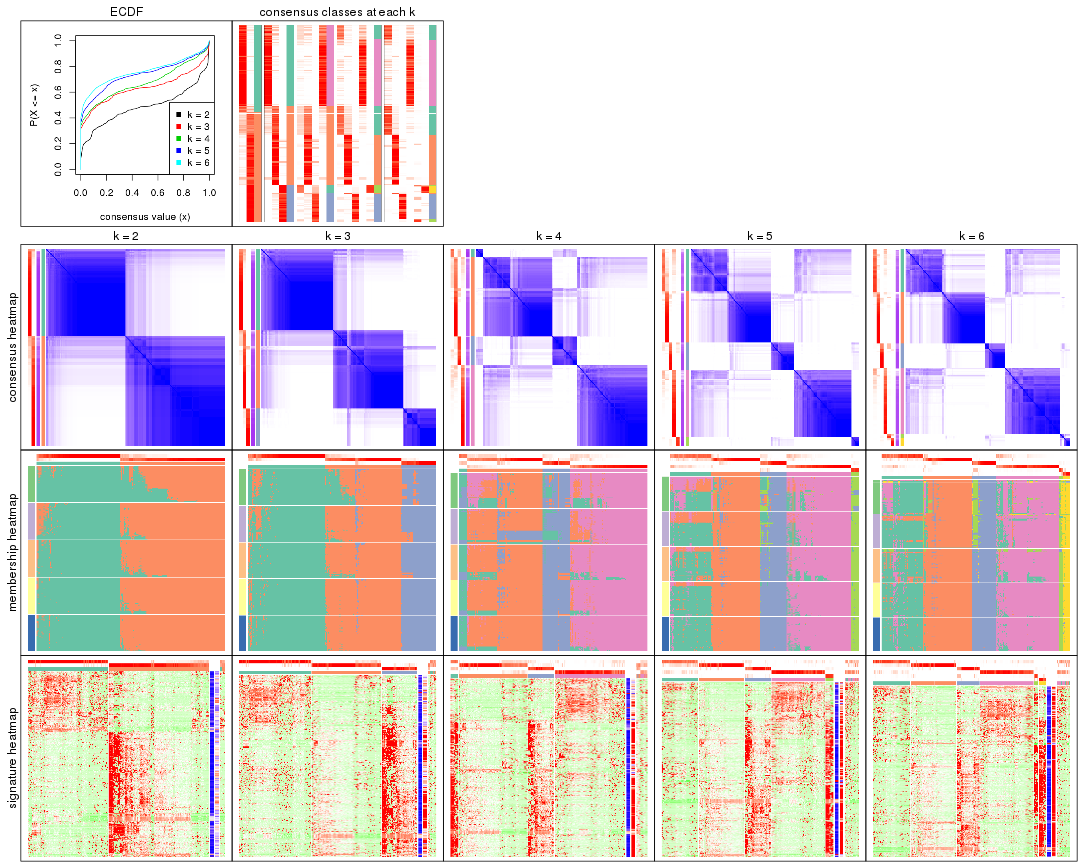 ECDF
consensus classes at each k
P(X <= x)
1.0
0.8
0.6
0.4
0.2
0.0
k = 2
k = 3
k = 4
k = 5
k = 6
0.0 0.2 0.4 0.6 0.8 1.0
consensus value (x)
k = 2
k = 3
k = 4
k = 5
k = 6
consensus heatmap
membership heatmap
signature heatmap